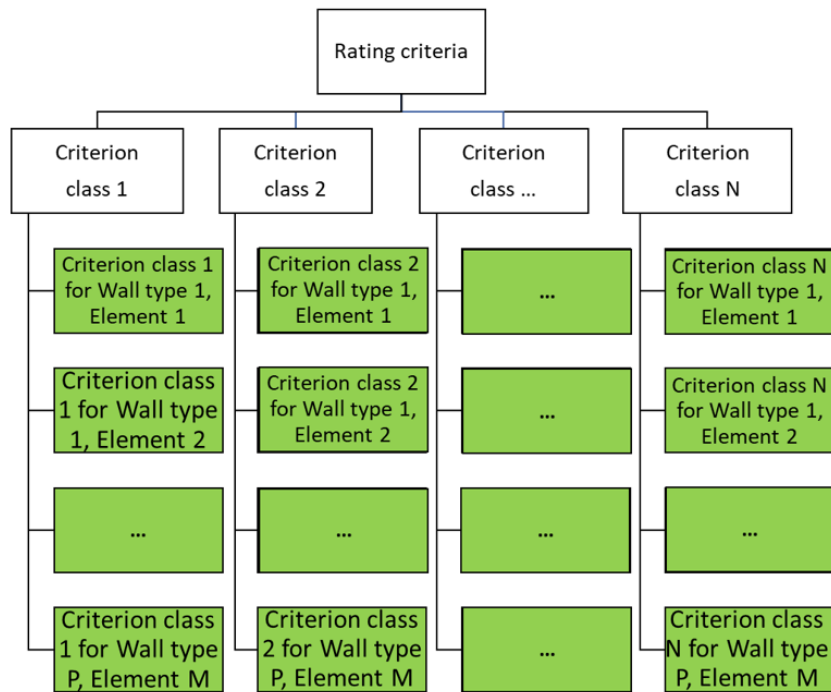 Rating criteria
Criterion
class 1
Criterion
class 2
Criterion
class ...
Criterion
class N
Criterion class 1
for Wall type 1,
Element 1
Criterion class 2
for Wall type 1,
Element 1
...
Criterion class N
for Wall type 1,
Element 1
Criterion class
1 for Wall type
1, Element 2
Criterion class 2
for Wall type 1,
Element 2
...
Criterion class N
for Wall type 1,
Element 2
...
...
...
...
Criterion class
1 for Wall type
P, Element M
Criterion class
2 for Wall type
P, Element M
...
Criterion class
N for Wall type
P, Element M